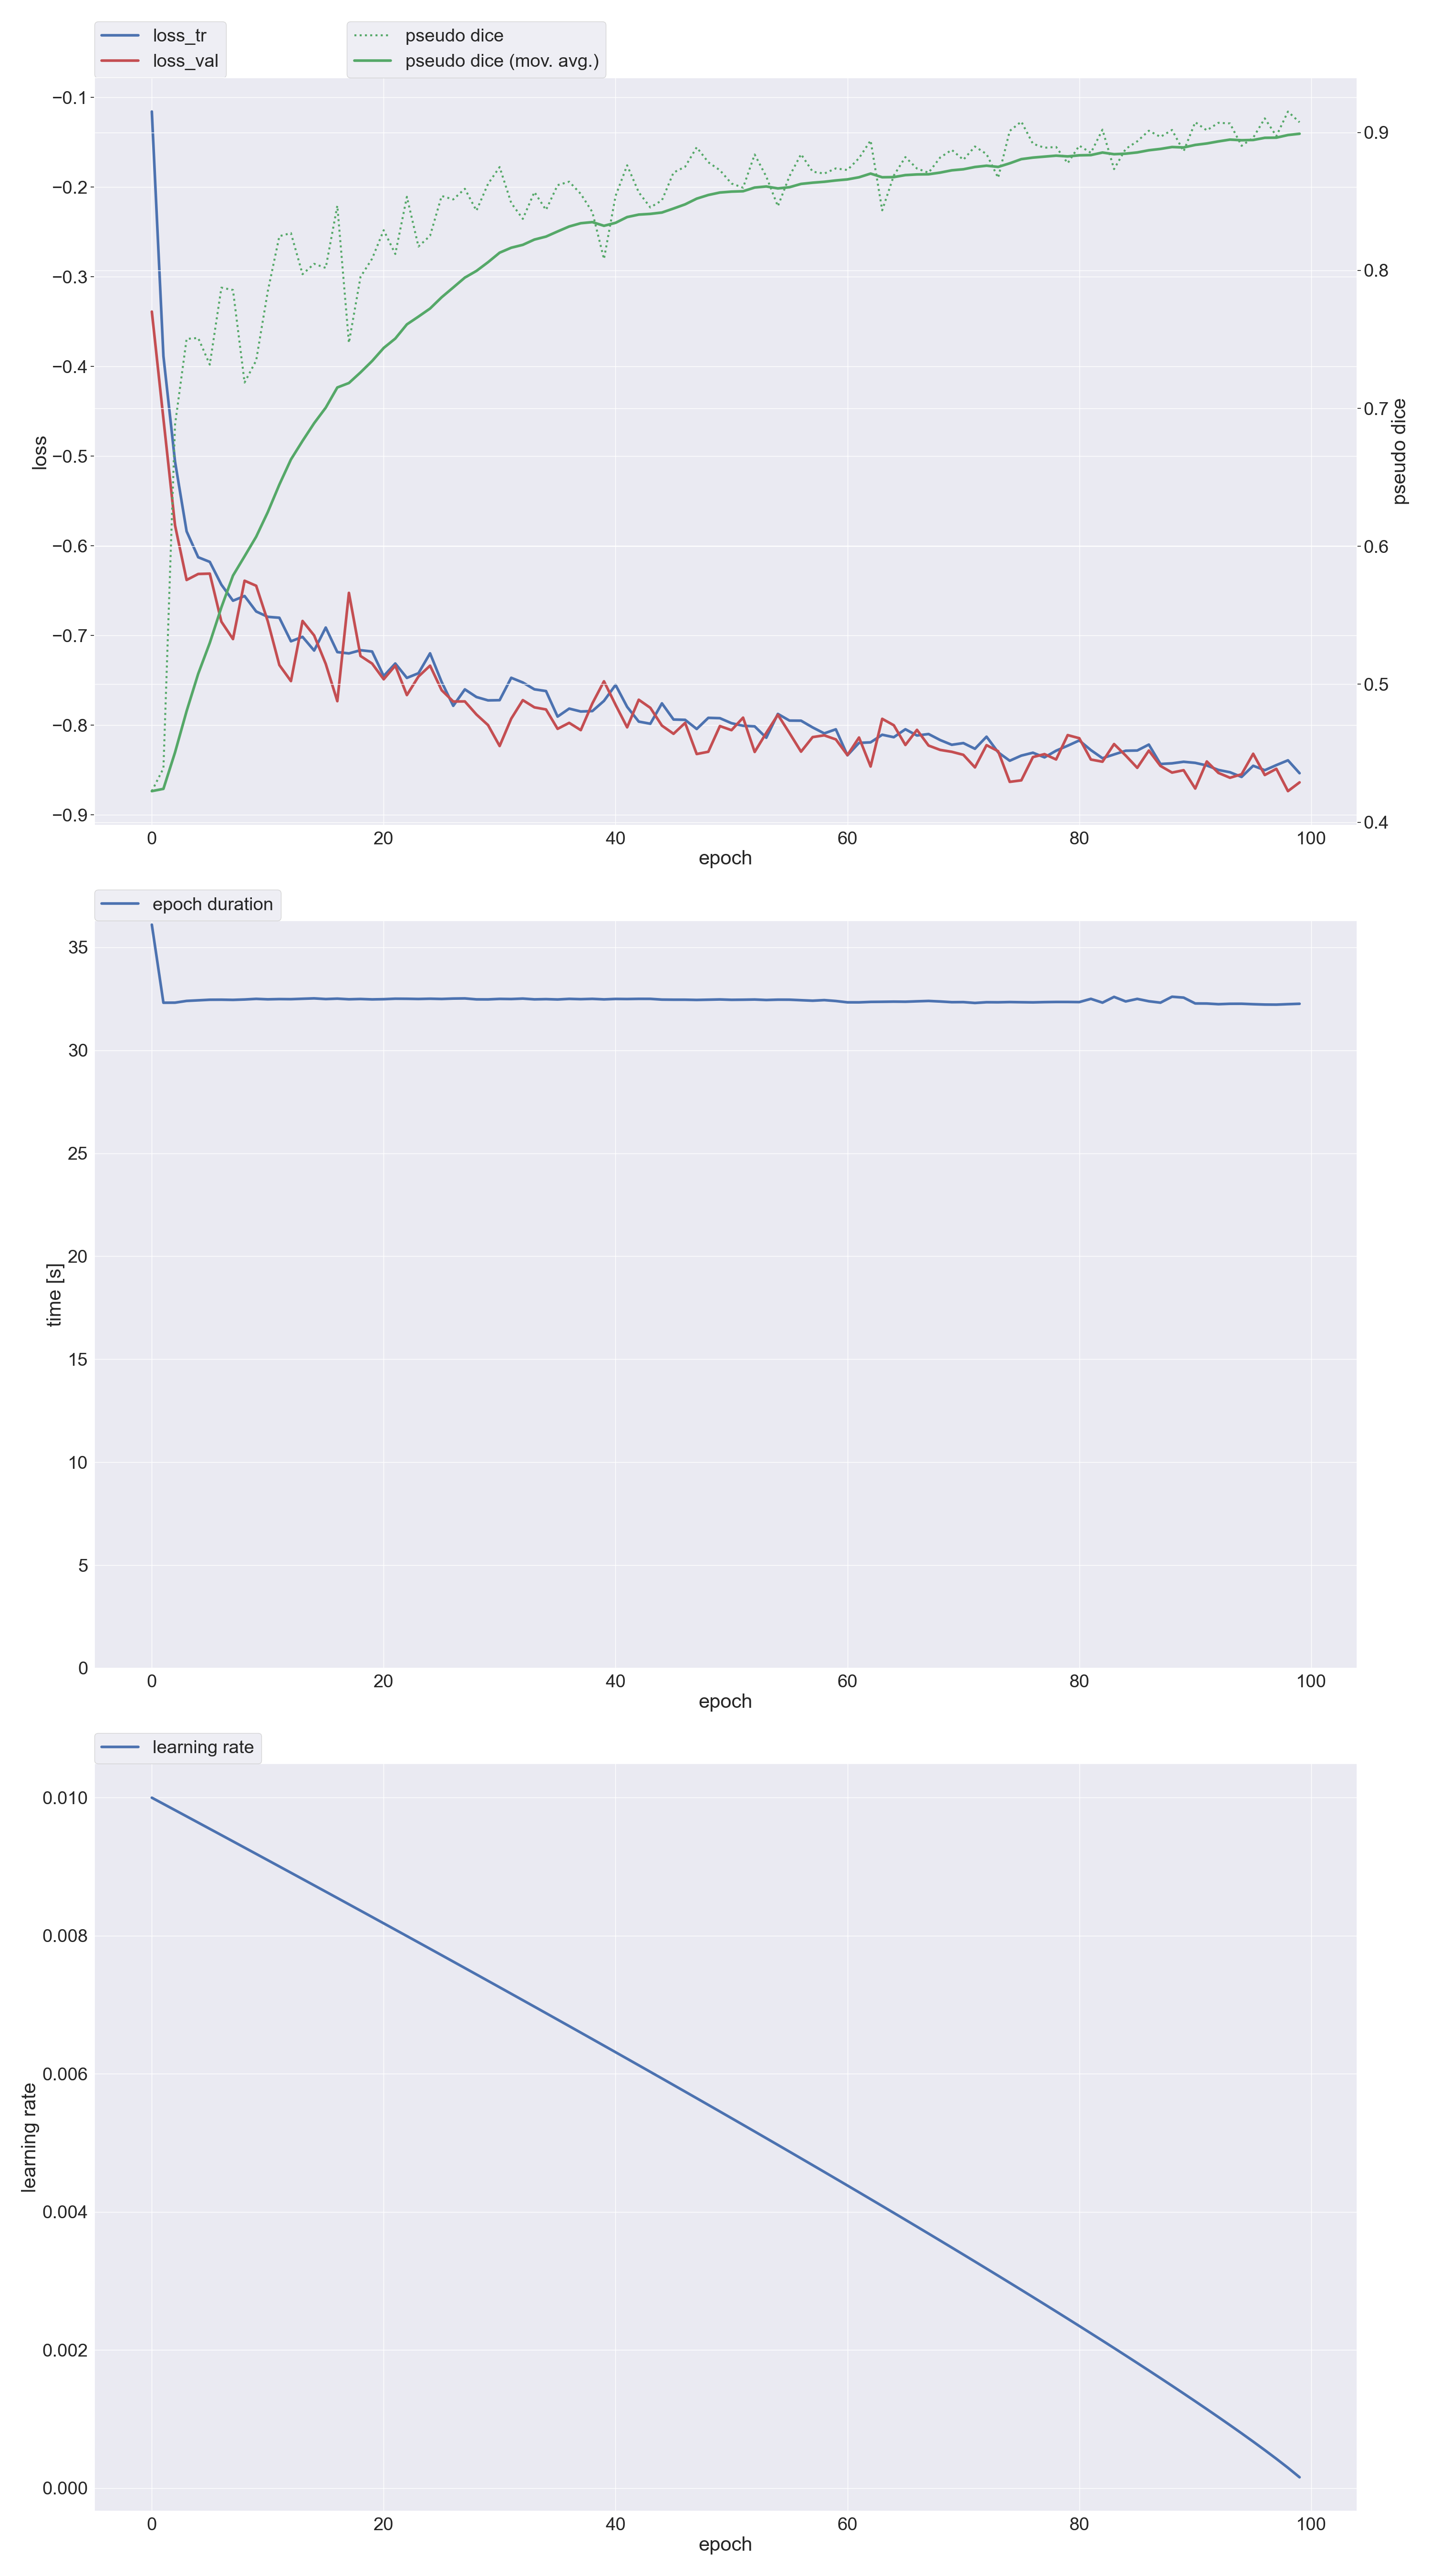 loss_tr
loss_val
pseudo dice
pseudo dice (mov. avg.)
−0.1
−0.2
−0.3
−0.4
−0.5
−0.6
−0.7
−0.8
−0.9
loss
0.9
0.8
0.7
0.6
0.5
0.4
pseudo dice
0 20 40 60 80 100
epoch
epoch duration
35
30
25
20
15
10
5
0
time [s]
0 20 40 60 80 100
epoch
learning rate
0.010
0.008
0.006
0.004
0.002
0.000
learning rate
0 20 40 60 80 100
epoch